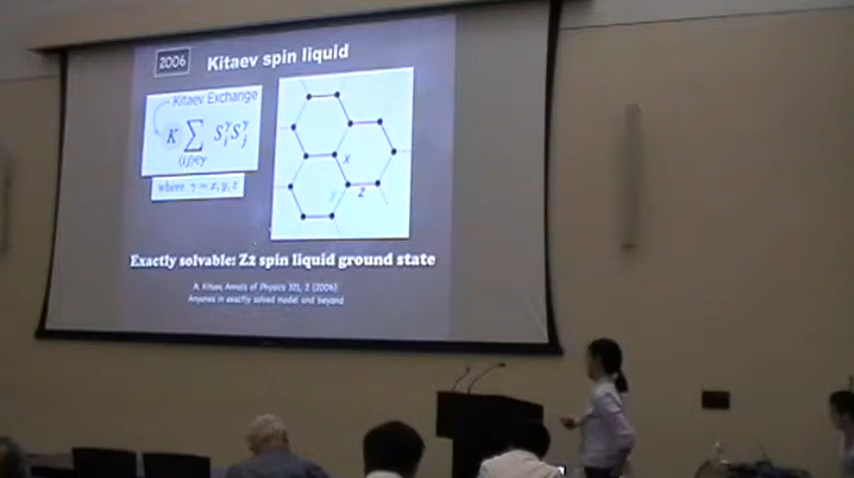 2006
Kitaev spin liquid
Kitaev Exchange
K ∑ S_i^γ S_j^γ
⟨ij⟩∈γ
where γ = x, y, z
x
y
z
Exactly solvable: Z2 spin liquid ground state
A. Kitaev, Annals of Physics 321, 2 (2006)
Anyons in exactly solved model and beyond